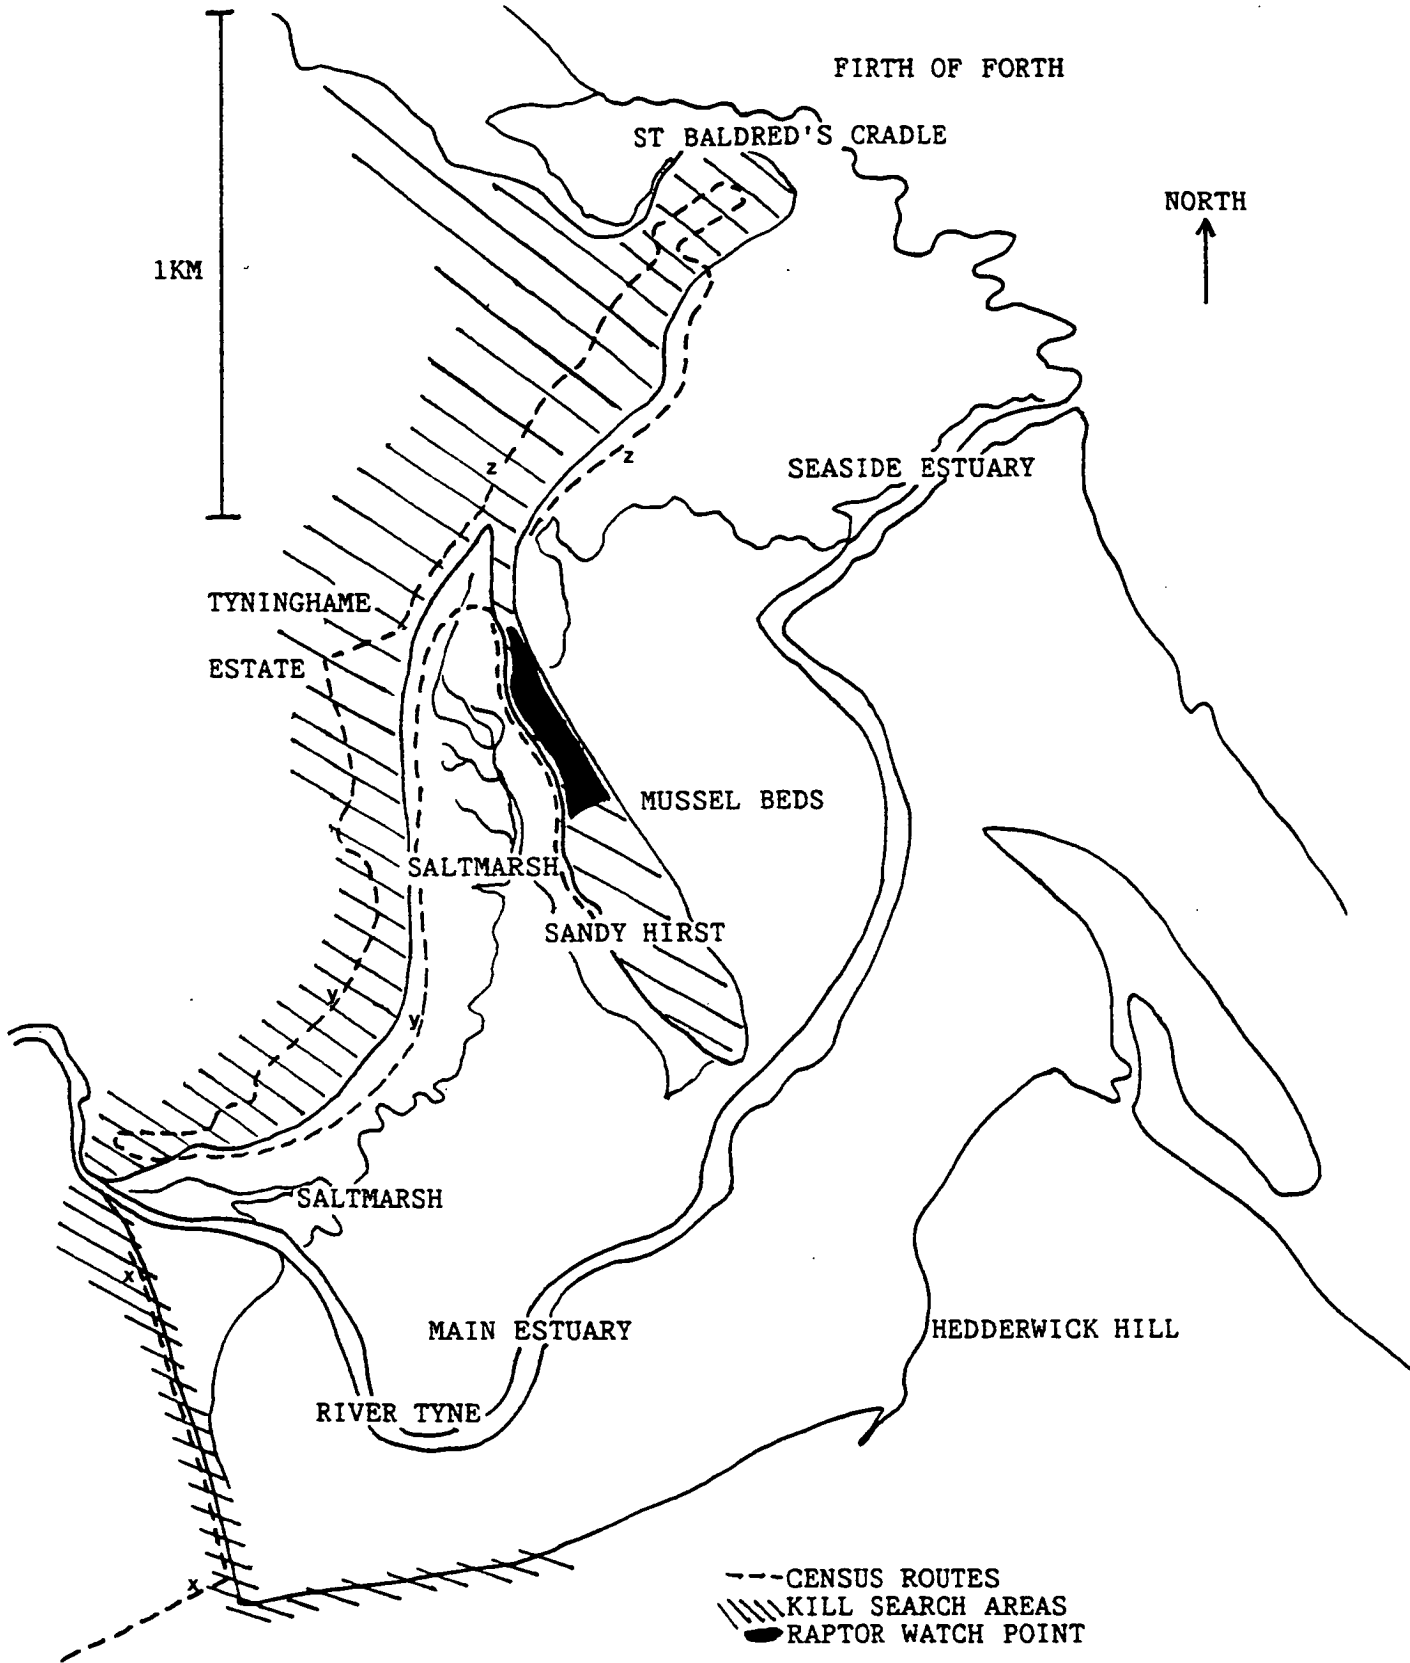 FIRTH OF FORTH
ST BALDRED'S CRADLE
NORTH
1KM
z
z
SEASIDE ESTUARY
TYNINGHAME
ESTATE
MUSSEL BEDS
SALTMARSH
SANDY HIRST
y
y
SALTMARSH
x
MAIN ESTUARY
HEDDERWICK HILL
RIVER TYNE
x
CENSUS ROUTES
KILL SEARCH AREAS
RAPTOR WATCH POINT